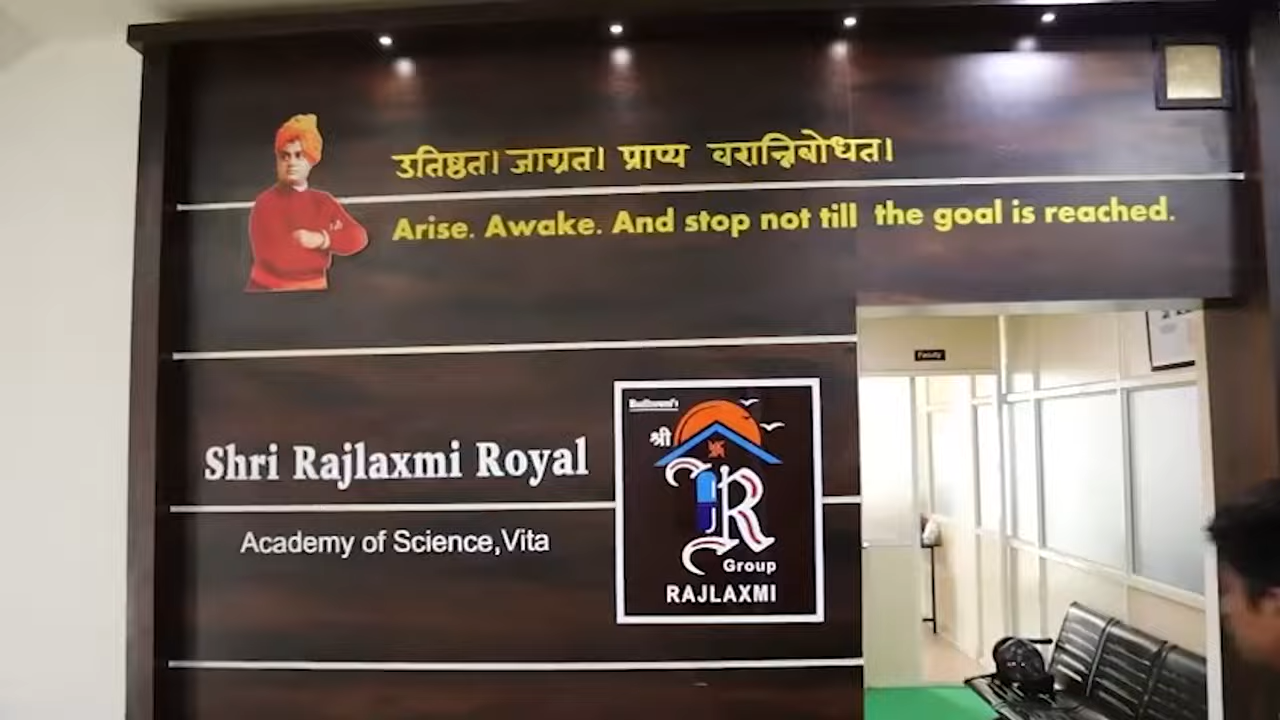 उतिष्ठत। जाग्रत। प्राप्य वरान्निबोधत।
Arise. Awake. And stop not till the goal is reached.
Shri Rajlaxmi Royal
Academy of Science,Vita
श्री
R
Group
RAJLAXMI
Faculty